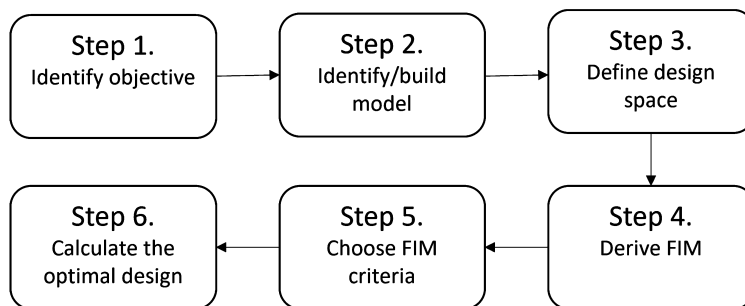 Step 1.
Identify objective
Step 2.
Identify/build
model
Step 3.
Define design
space
Step 4.
Derive FIM
Step 5.
Choose FIM
criteria
Step 6.
Calculate the
optimal design